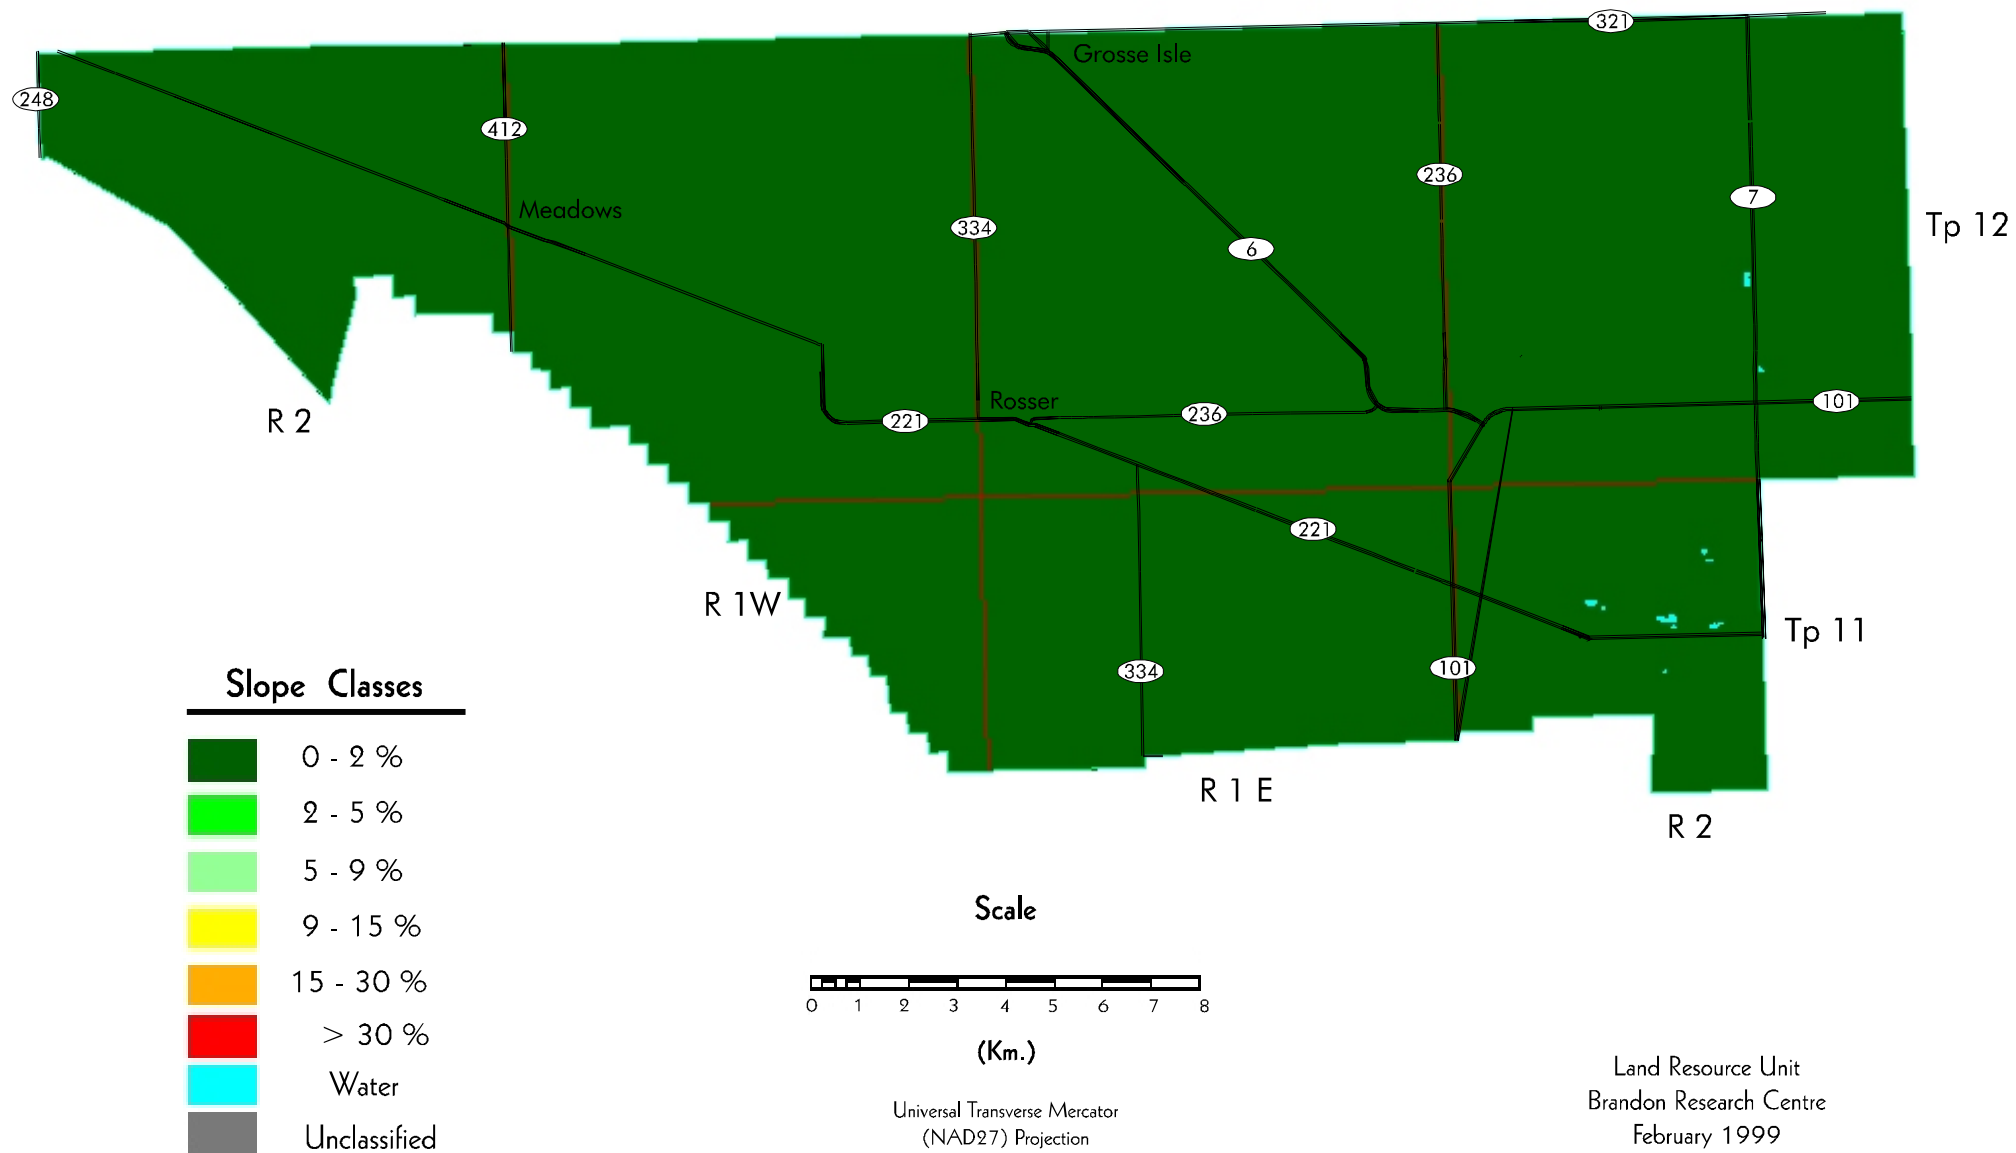 321
Grosse Isle
248
412
236
7
Meadows
334
6
Tp 12
Rosser
221
236
101
R 2
221
R 1W
Tp 11
334
101
R 1 E
R 2
Slope Classes
0 - 2 %
2 - 5 %
5 - 9 %
9 - 15 %
15 - 30 %
> 30 %
Water
Unclassified
Scale
0 1 2 3 4 5 6 7 8
(Km.)
Universal Transverse Mercator
(NAD27) Projection
Land Resource Unit
Brandon Research Centre
February 1999